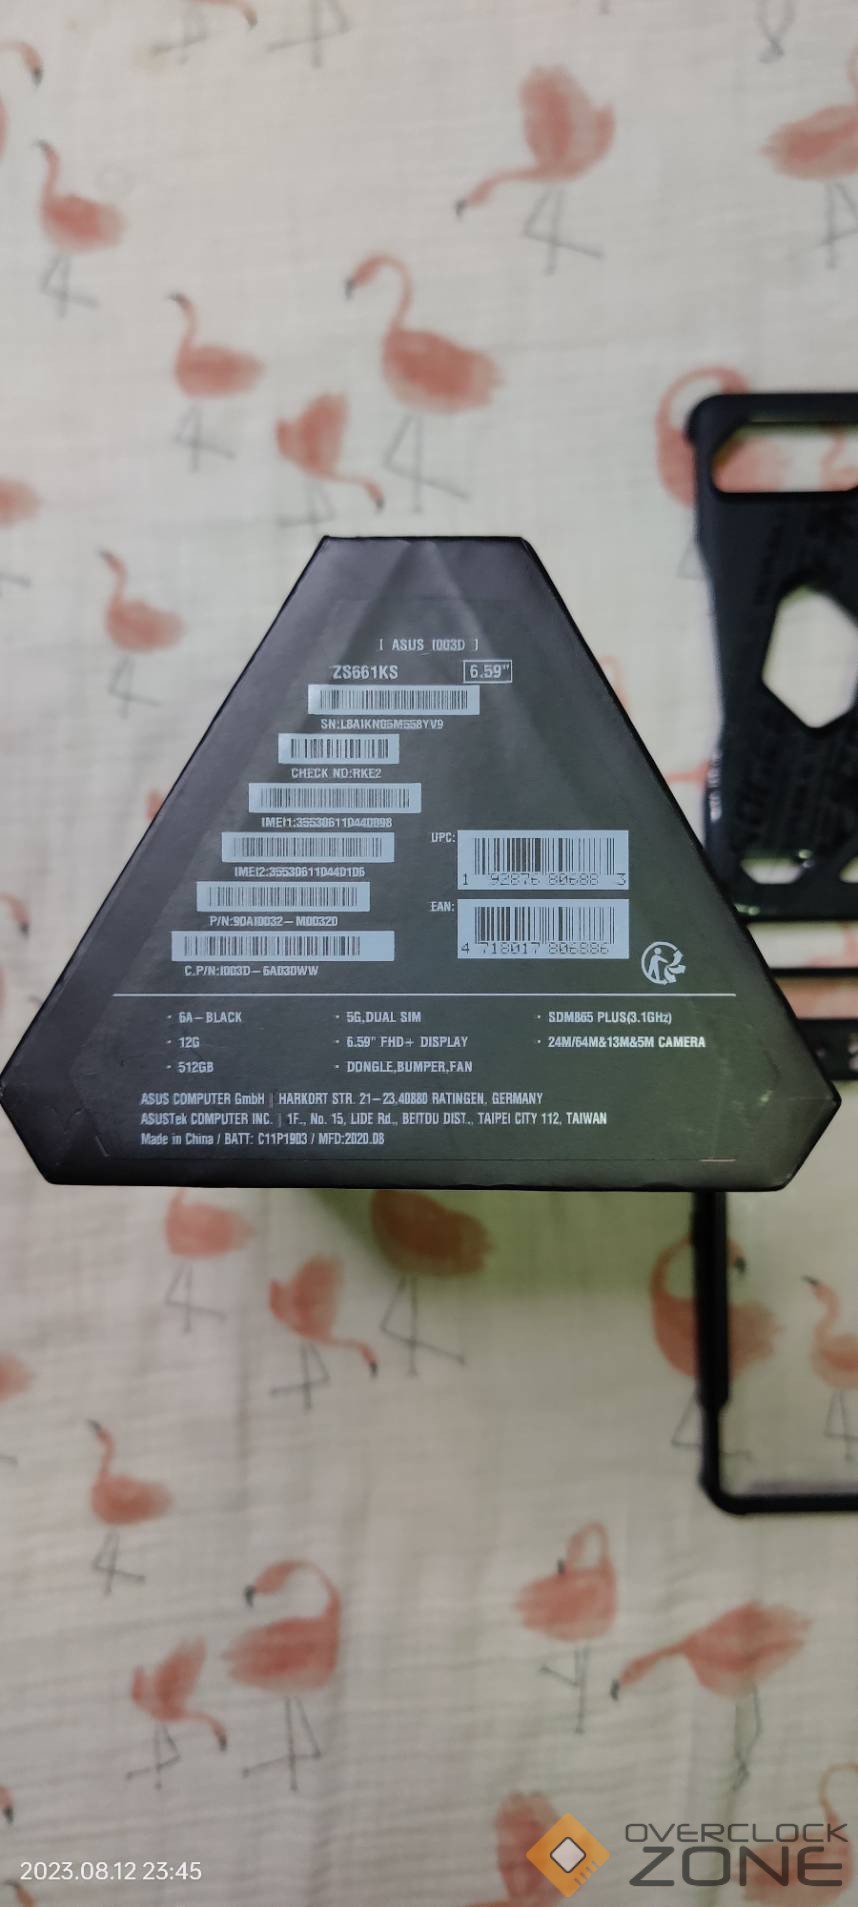 [ ASUS_I003D ]
ZS661KS 6.59"
SN:L8AIKN05M558YV9
CHECK NO:RKE2
IMEI1:355306110440098
IMEI2:355306110440106
P/N:90AI0032-M00320
C.P/N:I003D-6A030WW
UPC:
1 92876 80688 3
EAN:
4 718017 806886
· 6A-BLACK
· 12G
· 512GB
· 5G,DUAL SIM
· 6.59" FHD+ DISPLAY
· DONGLE,BUMPER,FAN
· SDM865 PLUS(3.1GHz)
· 24M/64M&13M&5M CAMERA
ASUS COMPUTER GmbH | HARKORT STR. 21-23,40880 RATINGEN, GERMANY
ASUSTek COMPUTER INC. | 1F., No. 15, LIDE Rd., BEITOU DIST., TAIPEI CITY 112, TAIWAN
Made in China / BATT: C11P1903 / MFD:2020.08
2023.08.12 23:45
OVERCLOCK
ZONE